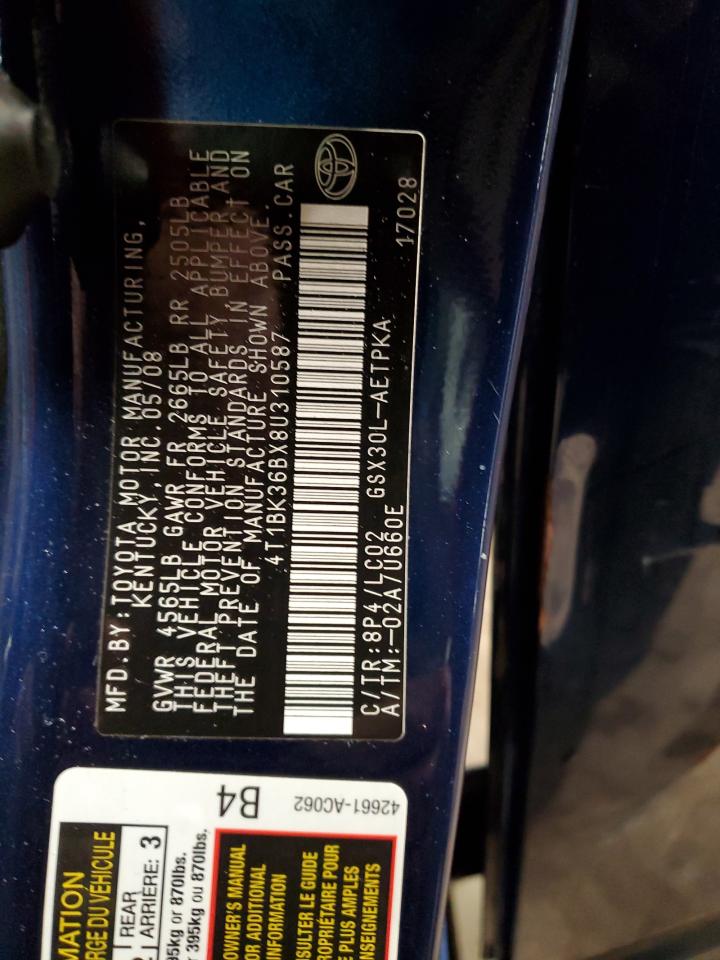 MFD.BY:TOYOTA MOTOR MANUFACTURING,
KENTUCKY,INC.05/08
GVWR 4565LB GAWR FR 2665LB RR 2505LB
THIS VEHICLE CONFORMS TO ALL APPLICABLE
FEDERAL MOTOR VEHICLE SAFETY BUMPER AND
THEFT PREVENTION STANDARDS IN EFFECT ON
THE DATE OF MANUFACTURE SHOWN ABOVE.
4T1BK36BX8U310587 PASS.CAR
C/TR:8P4/LC02 GSX30L-AETPKA
A/TM:-02A/U660E 17028
B4
42661-AC062
MATION
RGE DU VEHICULE
REAR
ARRIÈRE: 3
95kg or 870lbs.
395kg ou 870lbs.
OWNER'S MANUAL
OR ADDITIONAL
INFORMATION
SULTER LE GUIDE
PROPRIÉTAIRE POUR
E PLUS AMPLES
ENSEIGNEMENTS